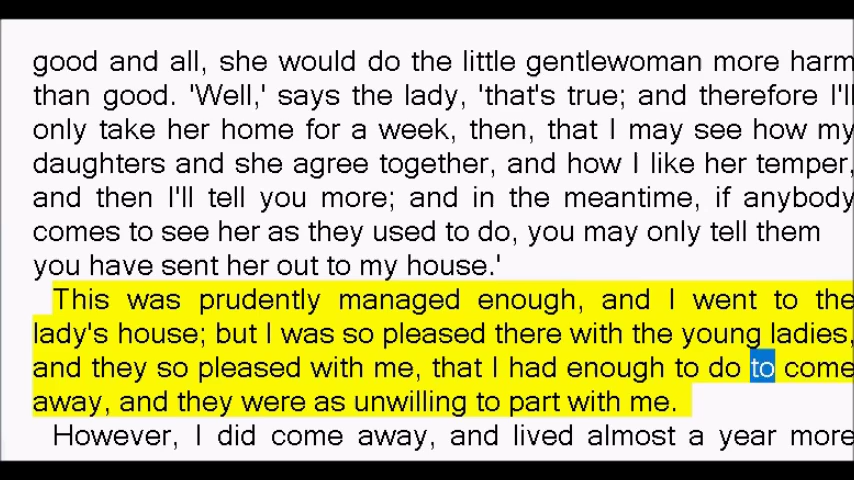 good and all, she would do the little gentlewoman more harm
than good. 'Well,' says the lady, 'that's true; and therefore I'll
only take her home for a week, then, that I may see how my
daughters and she agree together, and how I like her temper,
and then I'll tell you more; and in the meantime, if anybody
comes to see her as they used to do, you may only tell them
you have sent her out to my house.'
This was prudently managed enough, and I went to the
lady's house; but I was so pleased there with the young ladies,
and they so pleased with me, that I had enough to do to come
away, and they were as unwilling to part with me.
However, I did come away, and lived almost a year more